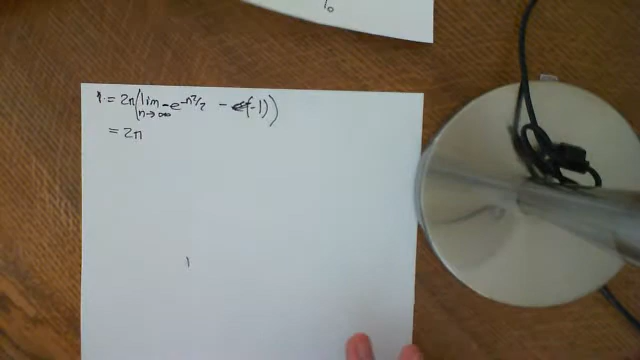 = 2π(lim n→∞ -e^{-n²/2} - (-1))
= 2π